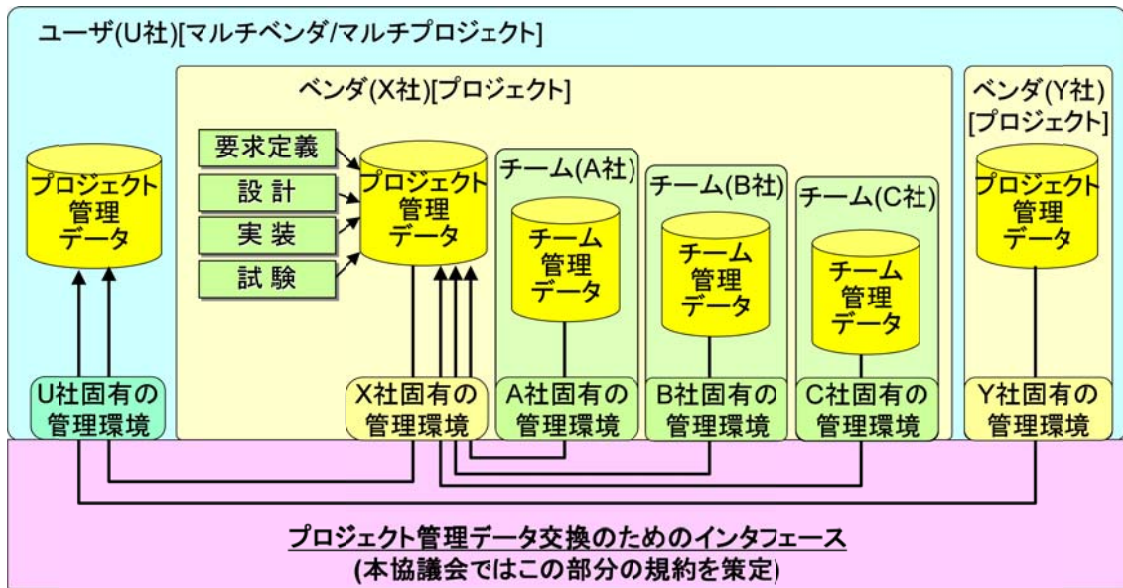 ユーザ(U社)[マルチベンダ/マルチプロジェクト]
ベンダ(X社)[プロジェクト]
ベンダ(Y社)
[プロジェクト]
プロジェクト
管理
データ
要求定義
設計
実装
試験
プロジェクト
管理
データ
チーム(A社)
チーム
管理
データ
チーム(B社)
チーム
管理
データ
チーム(C社)
チーム
管理
データ
プロジェクト
管理
データ
U社固有の
管理環境
X社固有の
管理環境
A社固有の
管理環境
B社固有の
管理環境
C社固有の
管理環境
Y社固有の
管理環境
プロジェクト管理データ交換のためのインタフェース
(本協議会ではこの部分の規約を策定)